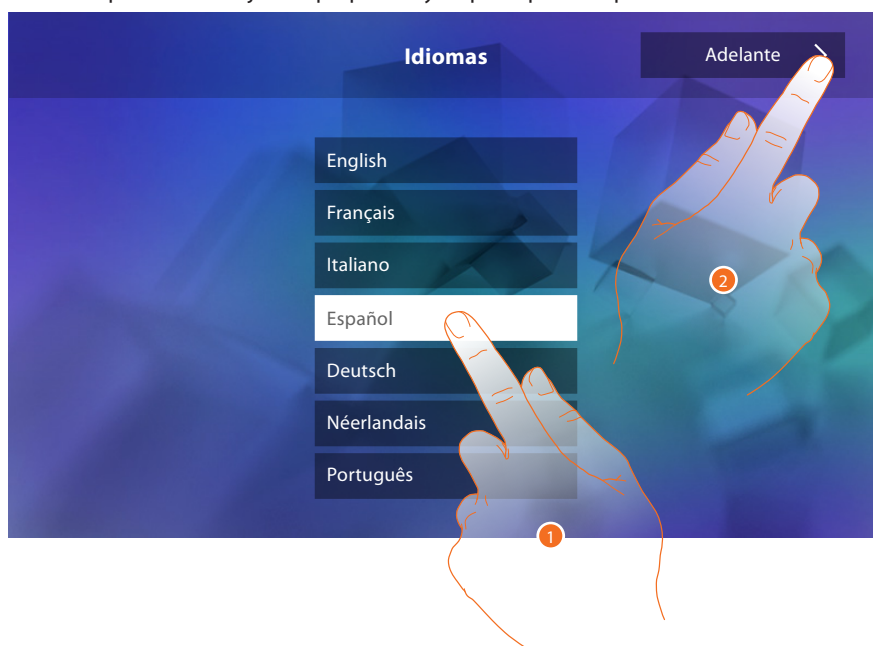 Idiomas
Adelante
English
Français
Italiano
Español
Deutsch
Néerlandais
Português
2
1